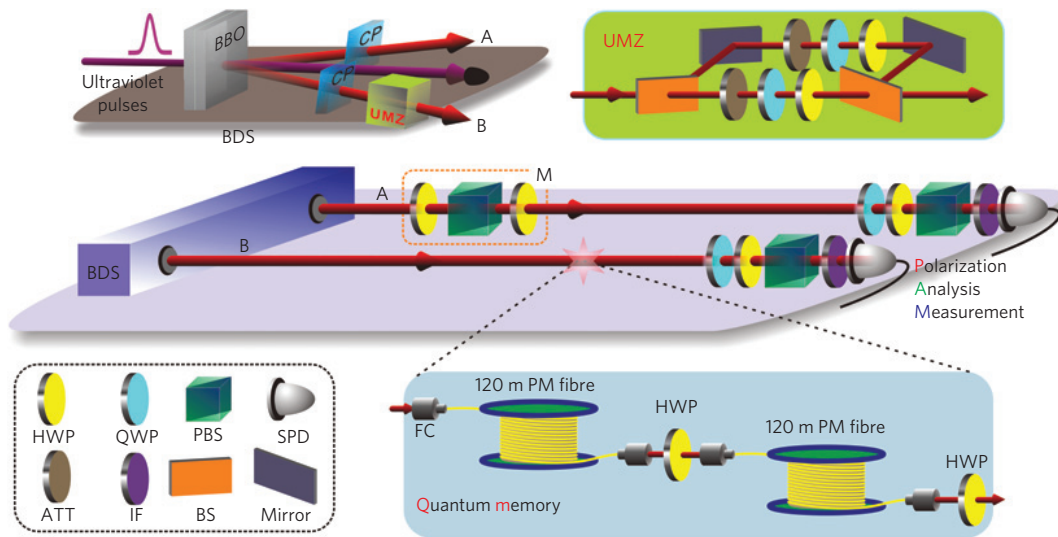 BBO
CP
A
Ultraviolet
pulses
CP
UMZ
B
BDS
UMZ
A
M
B
BDS
Polarization
Analysis
Measurement
HWP
QWP
PBS
SPD
ATT
IF
BS
Mirror
120 m PM fibre
FC
HWP
120 m PM fibre
HWP
Quantum memory